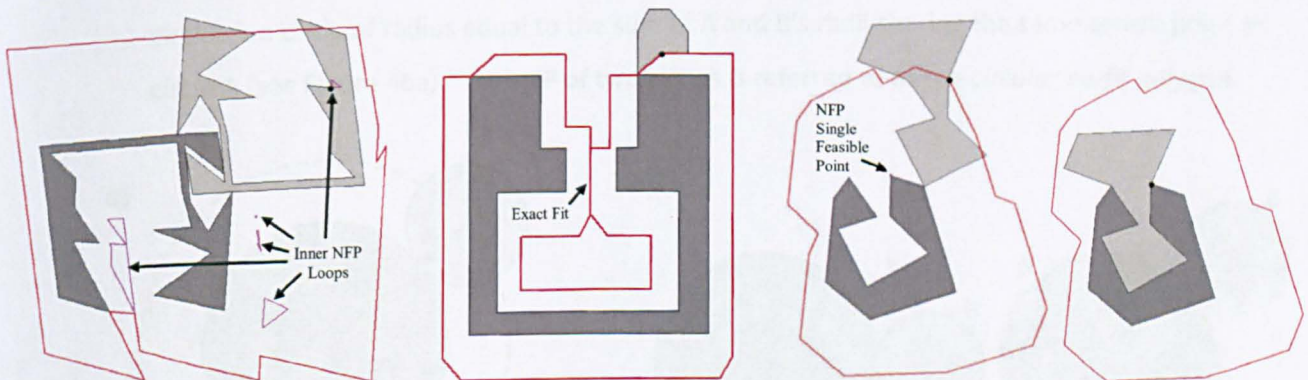 Inner NFP
Loops
Exact Fit
NFP
Single
Feasible
Point